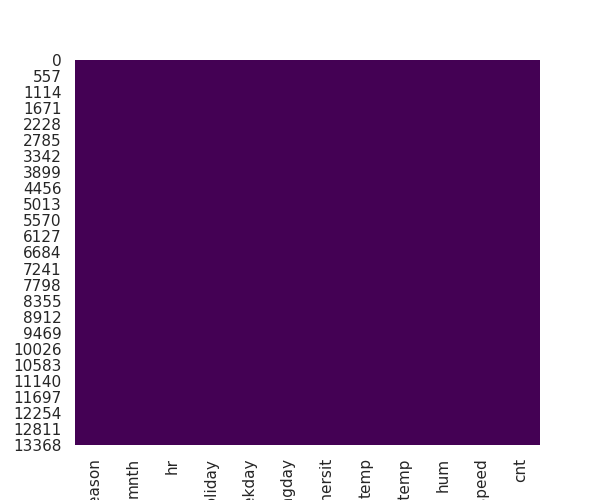 0
557
1114
1671
2228
2785
3342
3899
4456
5013
5570
6127
6684
7241
7798
8355
8912
9469
10026
10583
11140
11697
12254
12811
13368
eason
mnth
hr
liday
ekday
gday
hersit
temp
temp
hum
peed
cnt